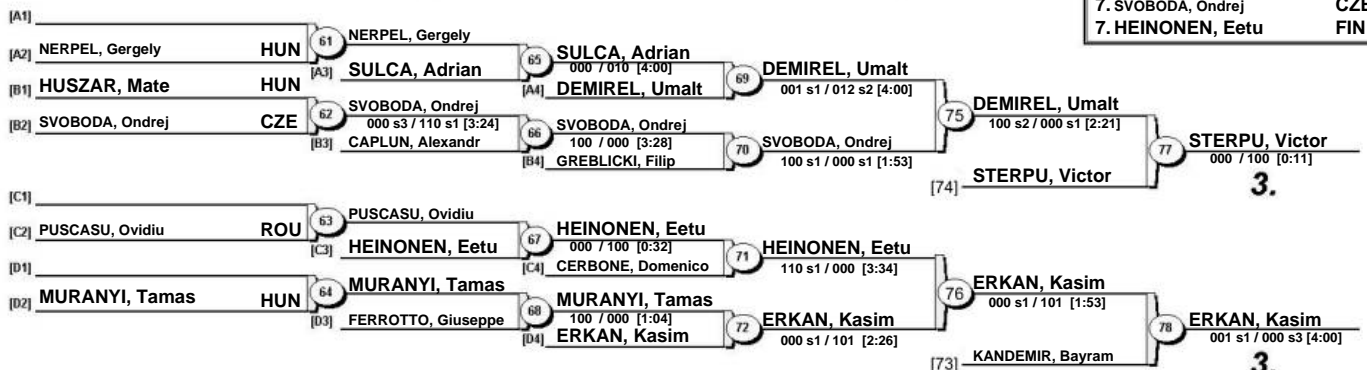 7. SVOBODA, Ondrej CZE
7. HEINONEN, Eetu FIN
[A1]
[A2] NERPEL, Gergely HUN
61 NERPEL, Gergely
[A3] SULCA, Adrian
[B1] HUSZAR, Mate HUN
[B2] SVOBODA, Ondrej CZE
62 SVOBODA, Ondrej
000 s3 / 110 s1 [3:24]
[B3] CAPLUN, Alexandr
65 SULCA, Adrian
000 / 010 [4:00]
[A4] DEMIREL, Umalt
66 SVOBODA, Ondrej
100 / 000 [3:28]
[B4] GREBLICKI, Filip
69 DEMIREL, Umalt
001 s1 / 012 s2 [4:00]
70 SVOBODA, Ondrej
100 s1 / 000 s1 [1:53]
75 DEMIREL, Umalt
100 s2 / 000 s1 [2:21]
[74] STERPU, Victor
77 STERPU, Victor
000 / 100 [0:11]
3.
[C1]
[C2] PUSCASU, Ovidiu ROU
63 PUSCASU, Ovidiu
[C3] HEINONEN, Eetu
[D1]
[D2] MURANYI, Tamas HUN
64 MURANYI, Tamas
[D3] FERROTTO, Giuseppe
67 HEINONEN, Eetu
000 / 100 [0:32]
[C4] CERBONE, Domenico
68 MURANYI, Tamas
100 / 000 [1:04]
[D4] ERKAN, Kasim
71 HEINONEN, Eetu
110 s1 / 000 [3:34]
72 ERKAN, Kasim
000 s1 / 101 [2:26]
76 ERKAN, Kasim
000 s1 / 101 [1:53]
[73] KANDEMIR, Bayram
78 ERKAN, Kasim
001 s1 / 000 s3 [4:00]
3.